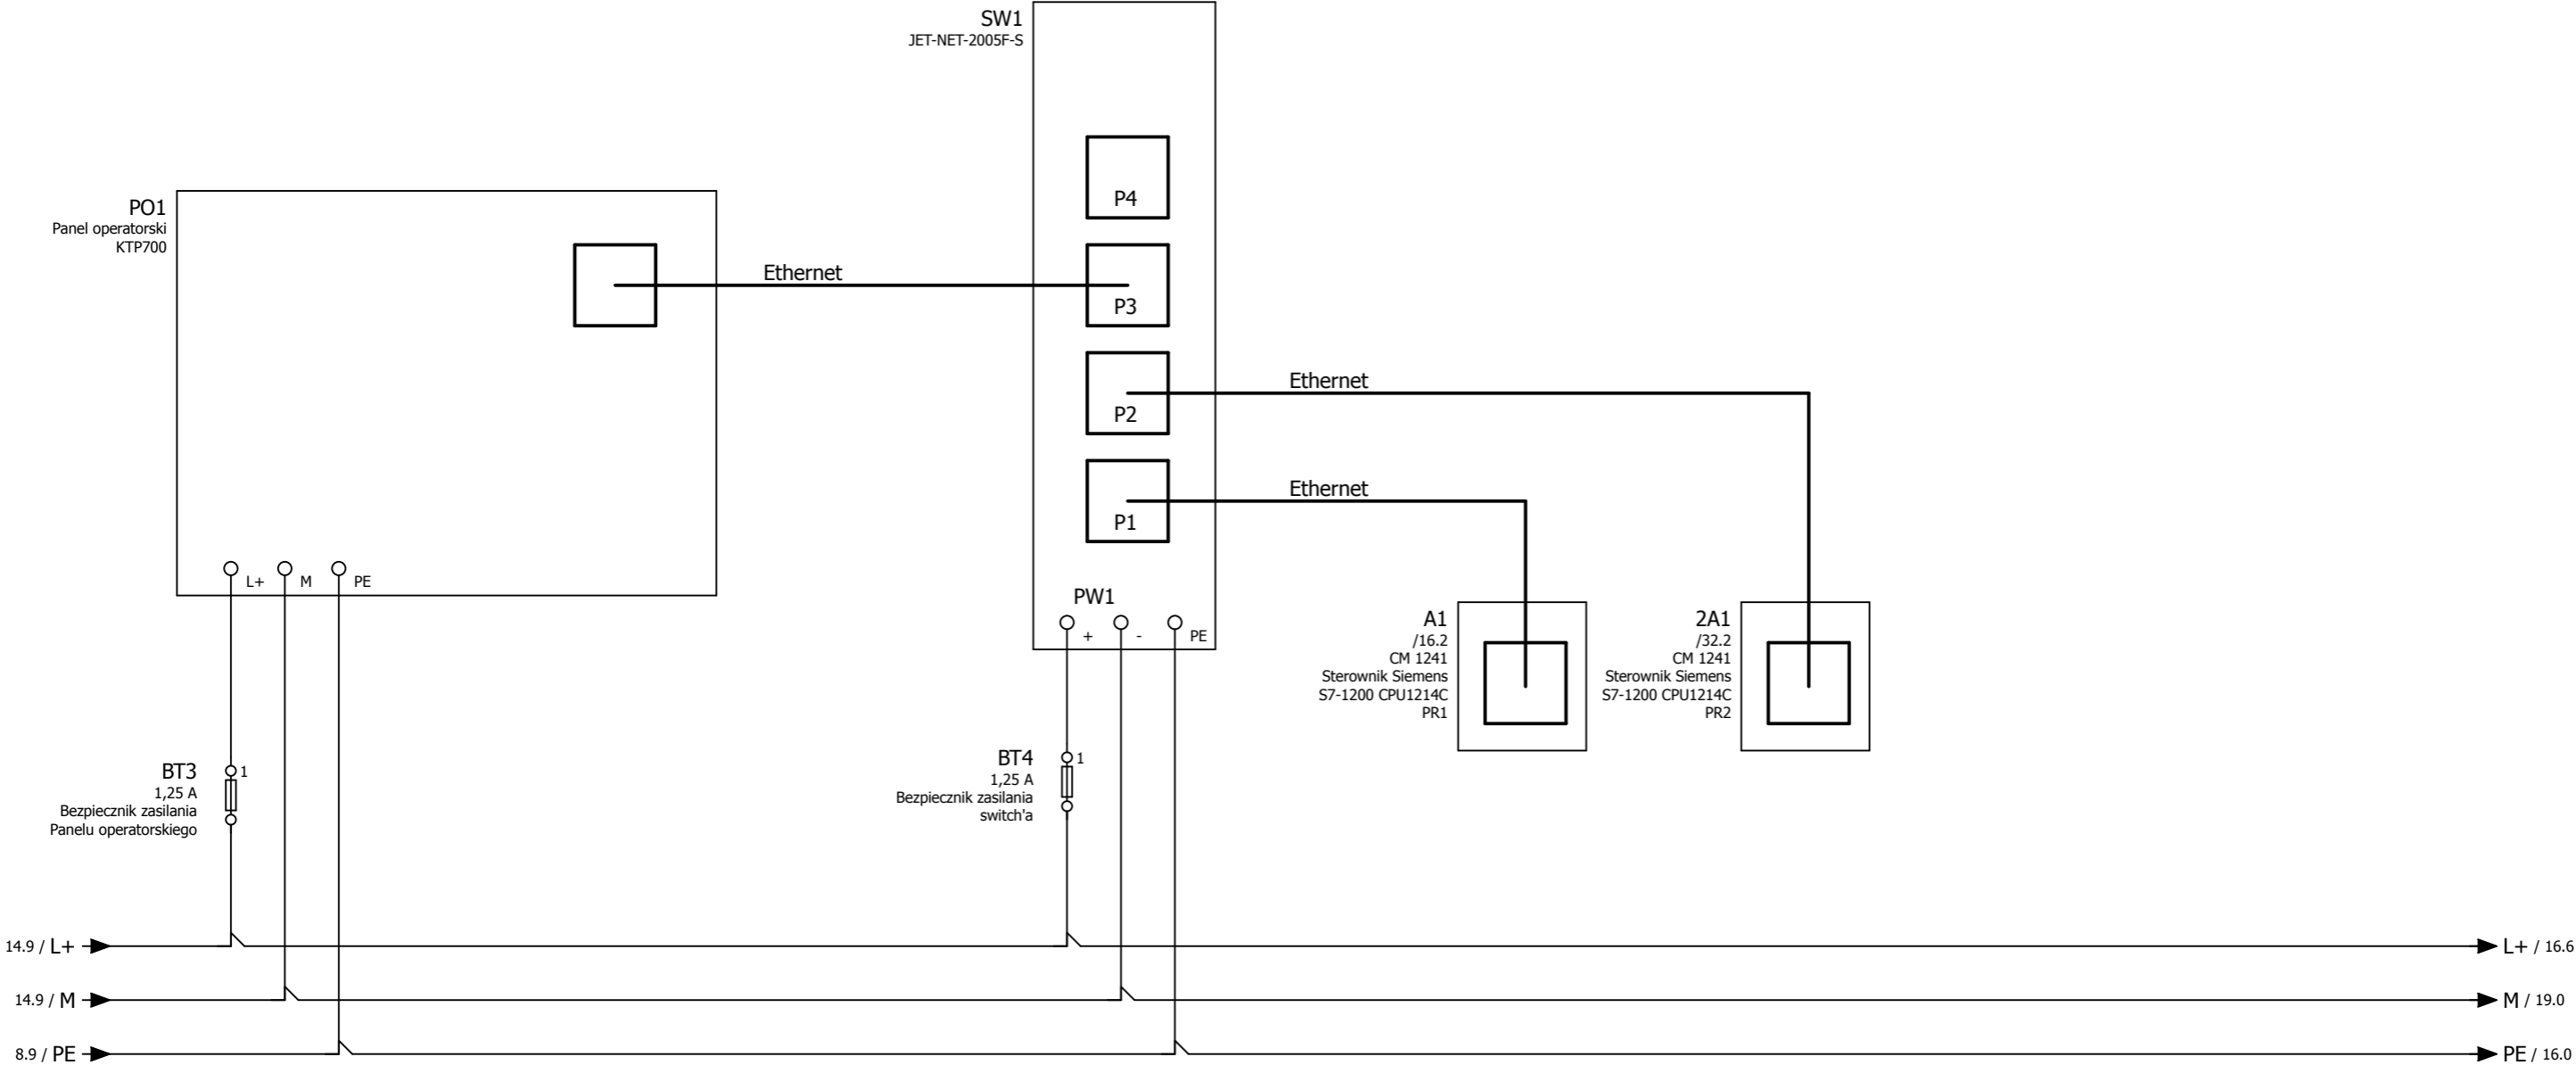 SW1
JET-NET-2005F-S
P4
PO1
Panel operatorski
KTP700
Ethernet
P3
Ethernet
P2
Ethernet
P1
L+ M PE
PW1
+ - PE
A1
/16.2
CM 1241
Sterownik Siemens
S7-1200 CPU1214C
PR1
2A1
/32.2
CM 1241
Sterownik Siemens
S7-1200 CPU1214C
PR2
BT3
1,25 A
Bezpiecznik zasilania
Panelu operatorskiego
1
BT4
1,25 A
Bezpiecznik zasilania
switch'a
1
14.9 / L+
L+ / 16.6
14.9 / M
M / 19.0
8.9 / PE
PE / 16.0